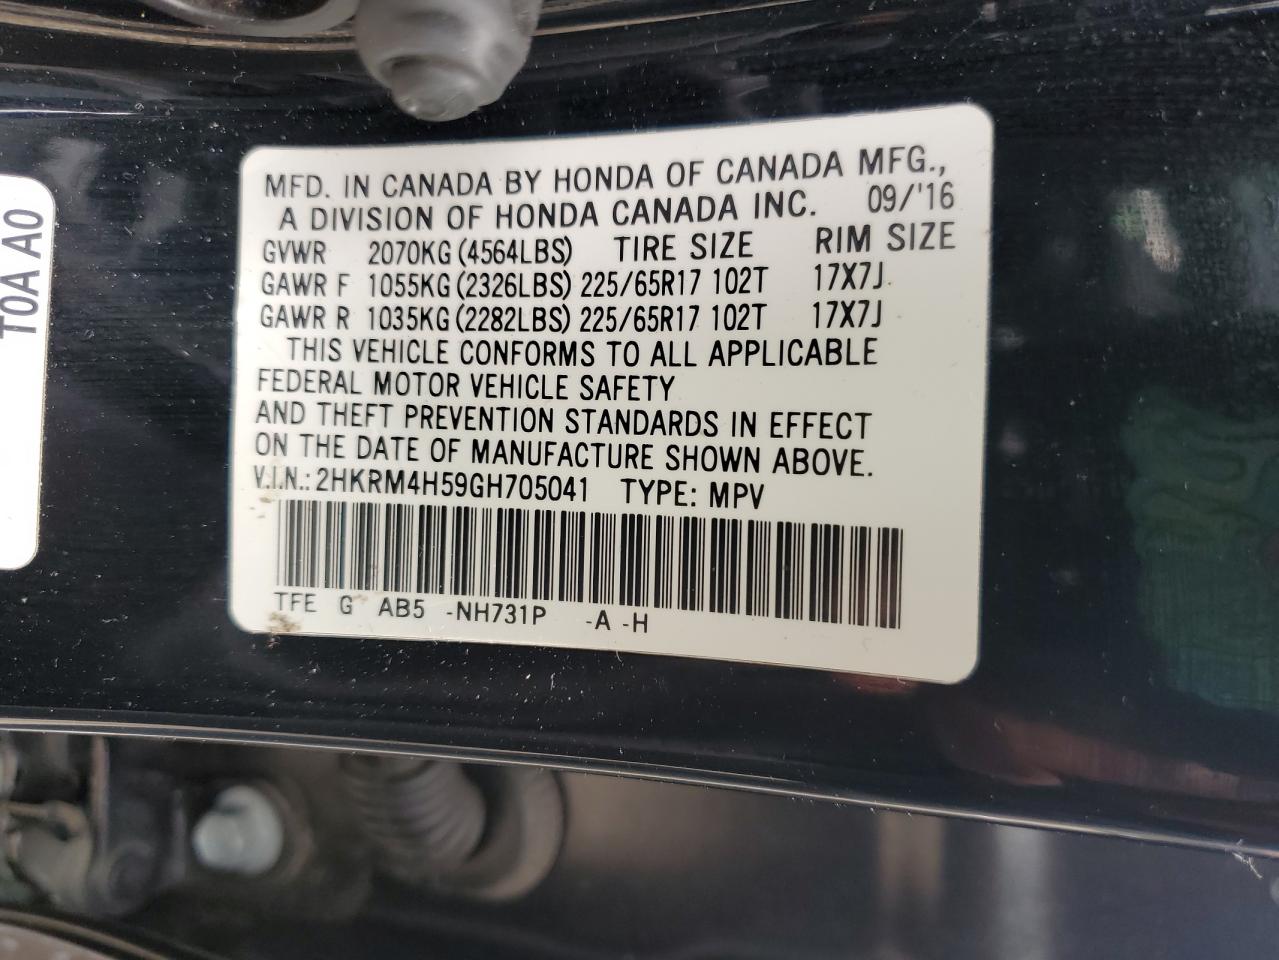 MFD. IN CANADA BY HONDA OF CANADA MFG.,
A DIVISION OF HONDA CANADA INC. 09/'16
GVWR 2070KG (4564LBS) TIRE SIZE RIM SIZE
GAWR F 1055KG (2326LBS) 225/65R17 102T 17X7J
GAWR R 1035KG (2282LBS) 225/65R17 102T 17X7J
THIS VEHICLE CONFORMS TO ALL APPLICABLE
FEDERAL MOTOR VEHICLE SAFETY
AND THEFT PREVENTION STANDARDS IN EFFECT
ON THE DATE OF MANUFACTURE SHOWN ABOVE.
V.I.N.: 2HKRM4H59GH705041 TYPE: MPV
TFE G AB5 -NH731P -A -H
T0A A0